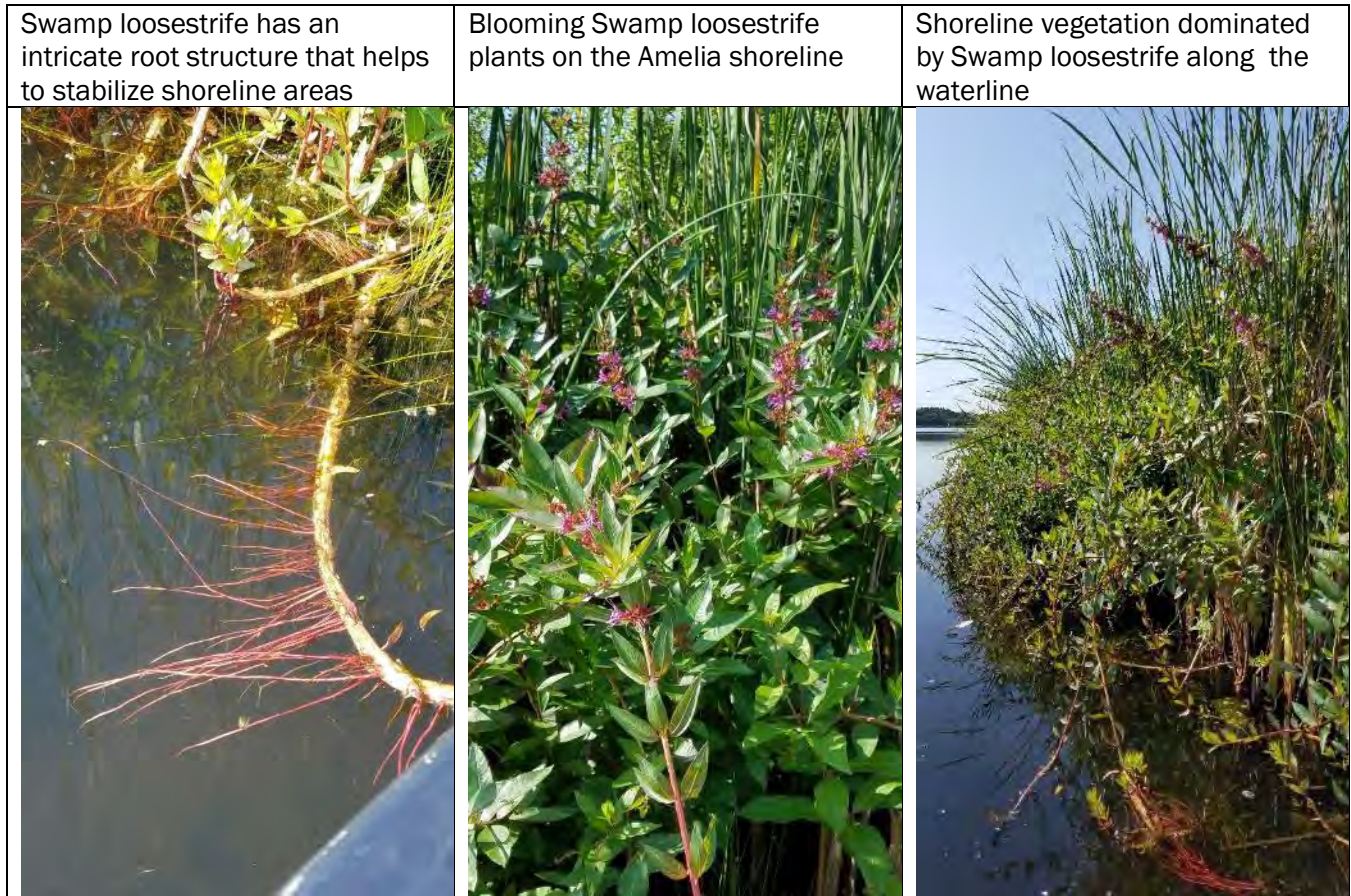 Swamp loosestrife has an
intricate root structure that helps
to stabilize shoreline areas
Blooming Swamp loosestrife
plants on the Amelia shoreline
Shoreline vegetation dominated
by Swamp loosestrife along the
waterline